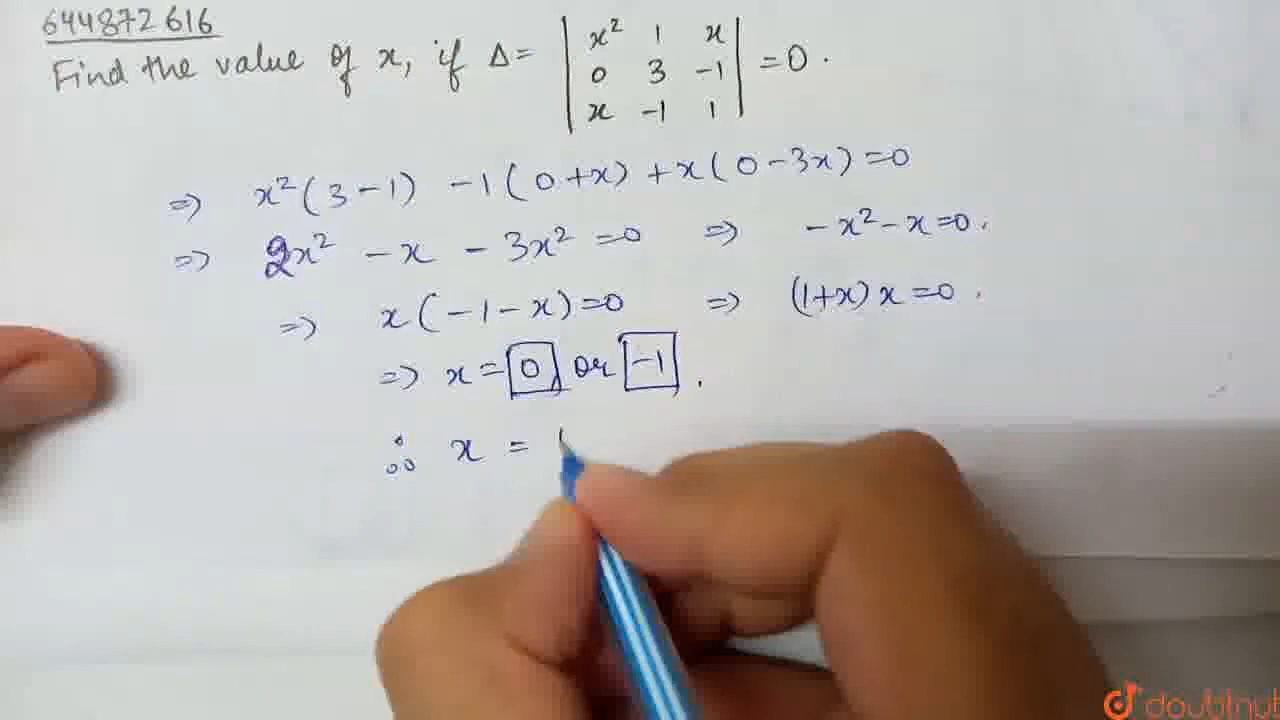 644872616
Find the value of x, if Δ = | x² 1 x |
| 0 3 -1 | = 0 .
| x -1 1 |
⇒ x² (3 - 1) - 1 (0 + x) + x (0 - 3x) = 0
⇒ 2x² - x - 3x² = 0 ⇒ - x² - x = 0 .
⇒ x (-1 - x) = 0 ⇒ (1+x) x = 0 .
⇒ x = 0 or -1 .
∴ x =
doubtnut